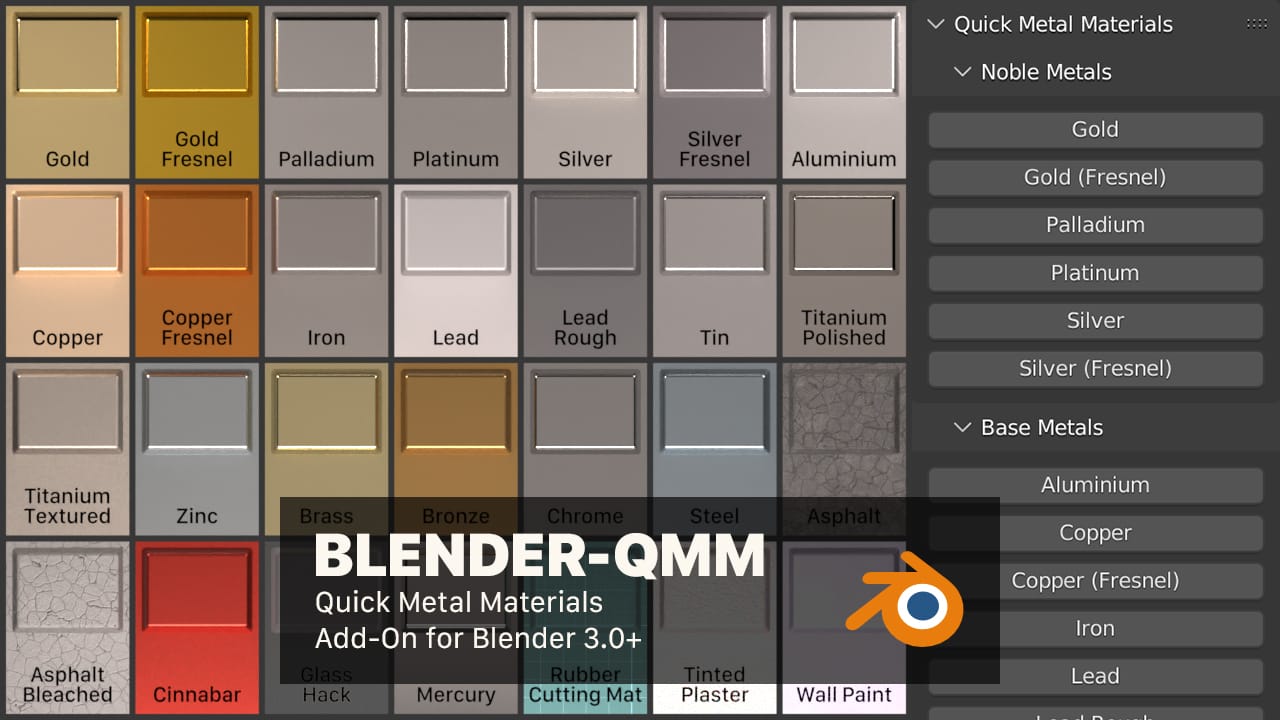 Gold
Gold
Fresnel
Palladium
Platinum
Silver
Silver
Fresnel
Aluminium
Copper
Copper
Fresnel
Iron
Lead
Lead
Rough
Tin
Titanium
Polished
Titanium
Textured
Zinc
Brass
Bronze
Chrome
Steel
Asphalt
Asphalt
Bleached
Cinnabar
Glass
Hack
Mercury
Rubber
Cutting Mat
Tinted
Plaster
Wall Paint
BLENDER-QMM
Quick Metal Materials
Add-On for Blender 3.0+
Quick Metal Materials
Noble Metals
Gold
Gold (Fresnel)
Palladium
Platinum
Silver
Silver (Fresnel)
Base Metals
Aluminium
Copper
Copper (Fresnel)
Iron
Lead
Lead Rough